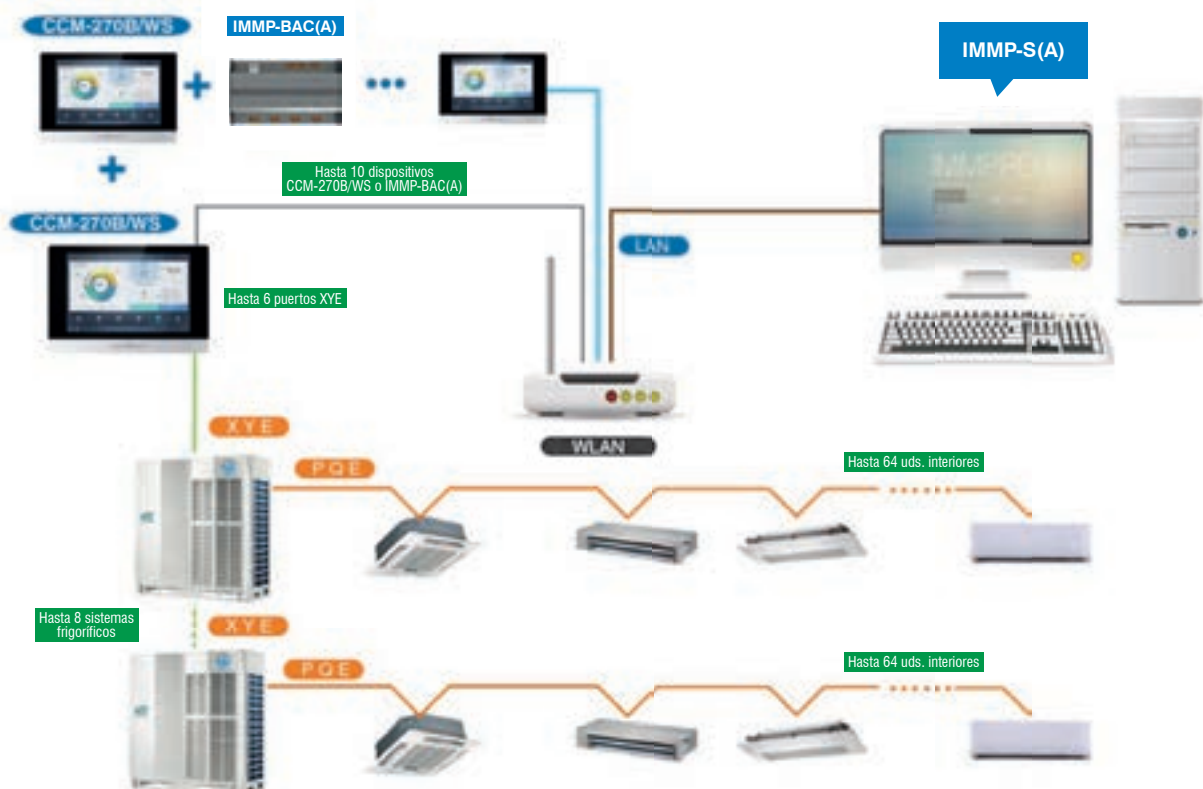 CCM-270B/WS
IMMP-BAC(A)
IMMP-S(A)
Hasta 10 dispositivos
CCM-270B/WS o IMMP-BAC(A)
CCM-270B/WS
LAN
Hasta 6 puertos XYE
WLAN
XYE
PQE
Hasta 64 uds. interiores
Hasta 8 sistemas
frigoríficos
XYE
PQE
Hasta 64 uds. interiores